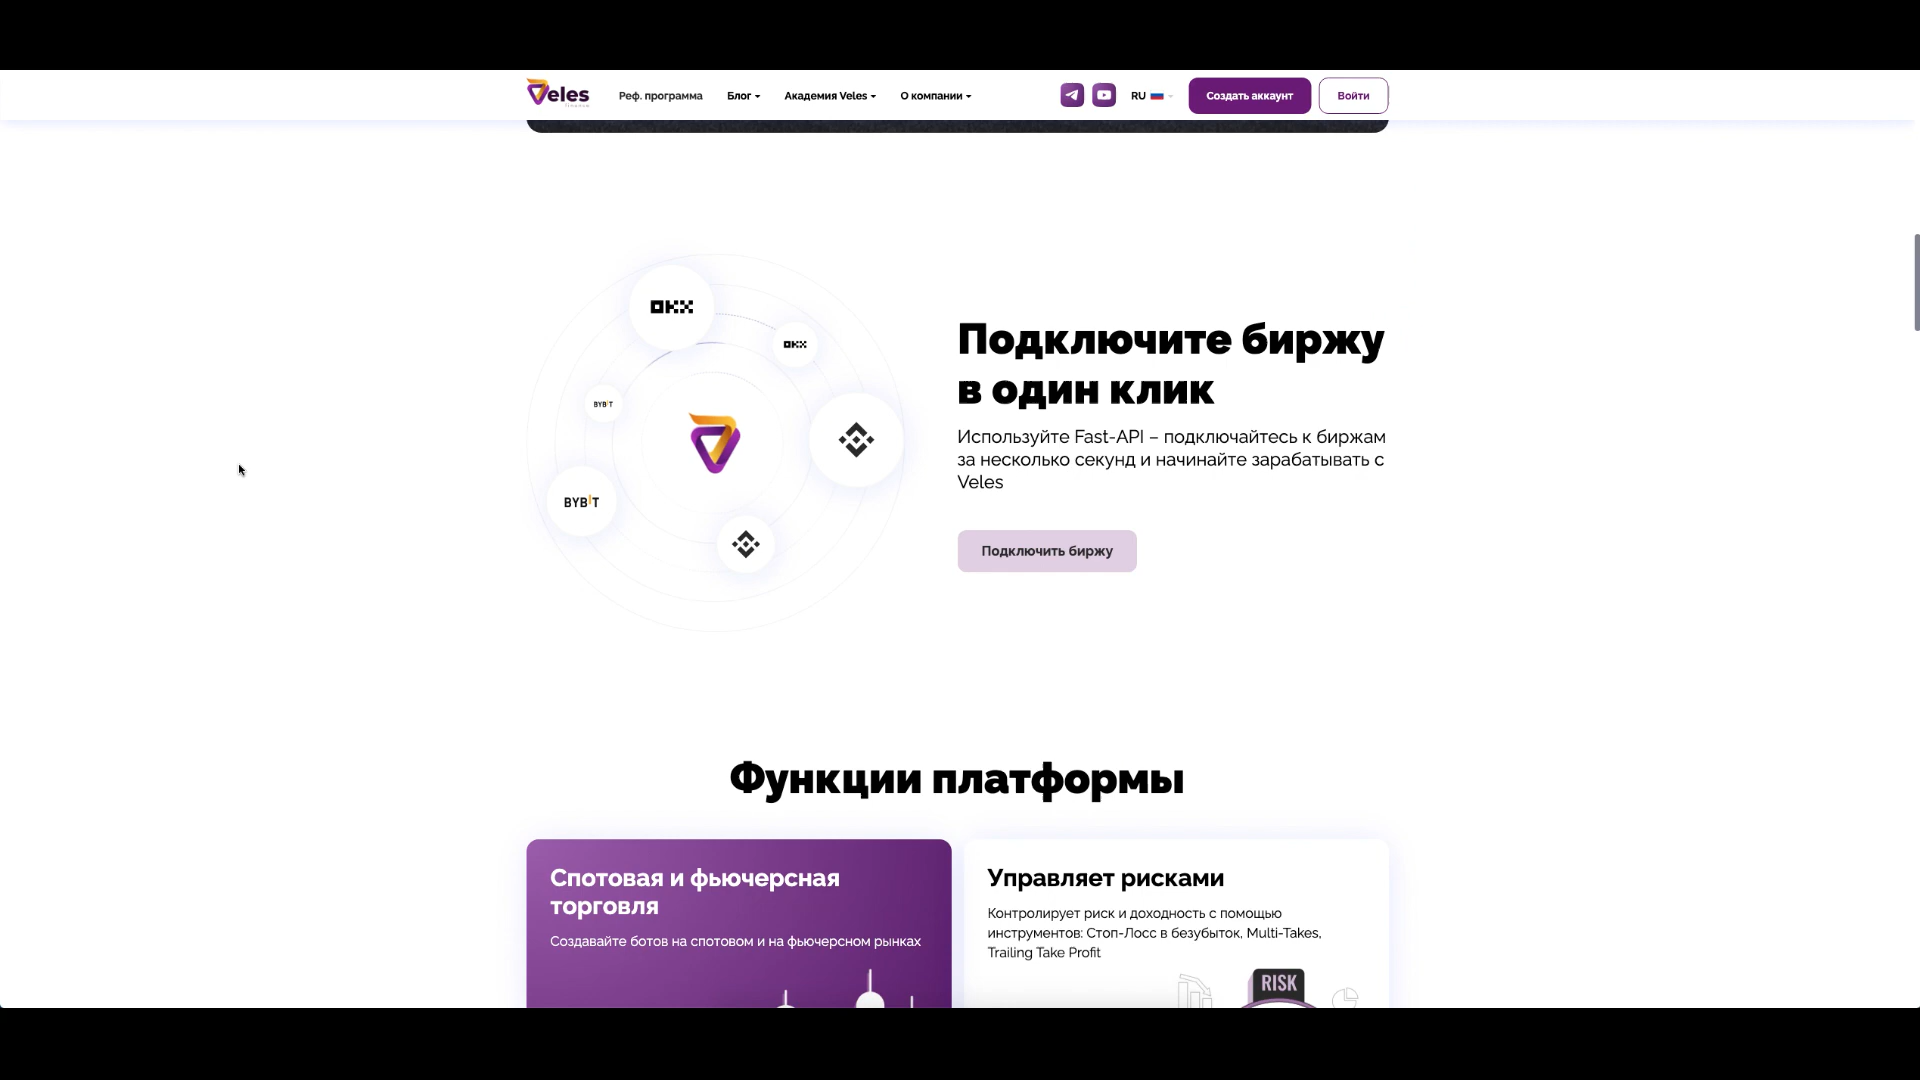 Veles
finance
Реф. программа
Блог
Академия Veles
О компании
RU
Создать аккаунт
Войти
OKX
OKX
BYBIT
BYBIT
Подключите биржу
в один клик
Используйте Fast-API – подключайтесь к биржам
за несколько секунд и начинайте зарабатывать с
Veles
Подключить биржу
Функции платформы
Спотовая и фьючерсная
торговля
Создавайте ботов на спотовом и на фьючерсном рынках
Управляет рисками
Контролирует риск и доходность с помощью
инструментов: Стоп-Лосс в безубыток, Multi-Takes,
Trailing Take Profit
RISK